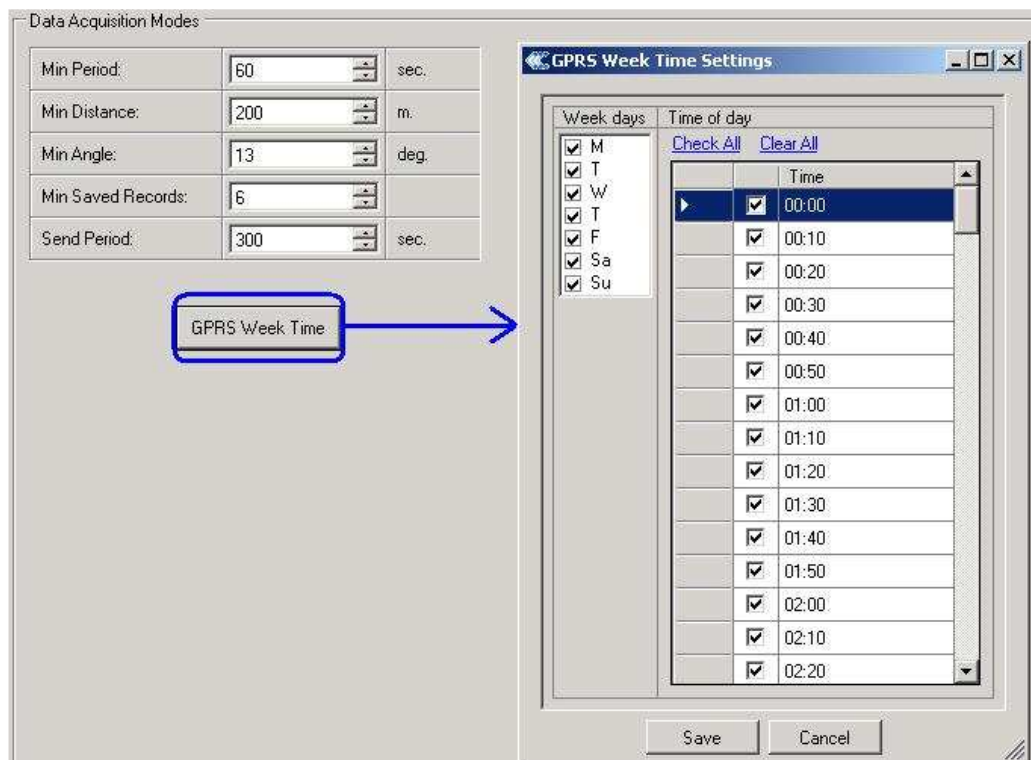 Data Acquisition Modes
Min Period: 60 sec.
Min Distance: 200 m.
Min Angle: 13 deg.
Min Saved Records: 6
Send Period: 300 sec.
GPRS Week Time
GPRS Week Time Settings
Week days
M
T
W
T
F
Sa
Su
Time of day
Check All Clear All
Time
00:00
00:10
00:20
00:30
00:40
00:50
01:00
01:10
01:20
01:30
01:40
01:50
02:00
02:10
02:20
Save Cancel